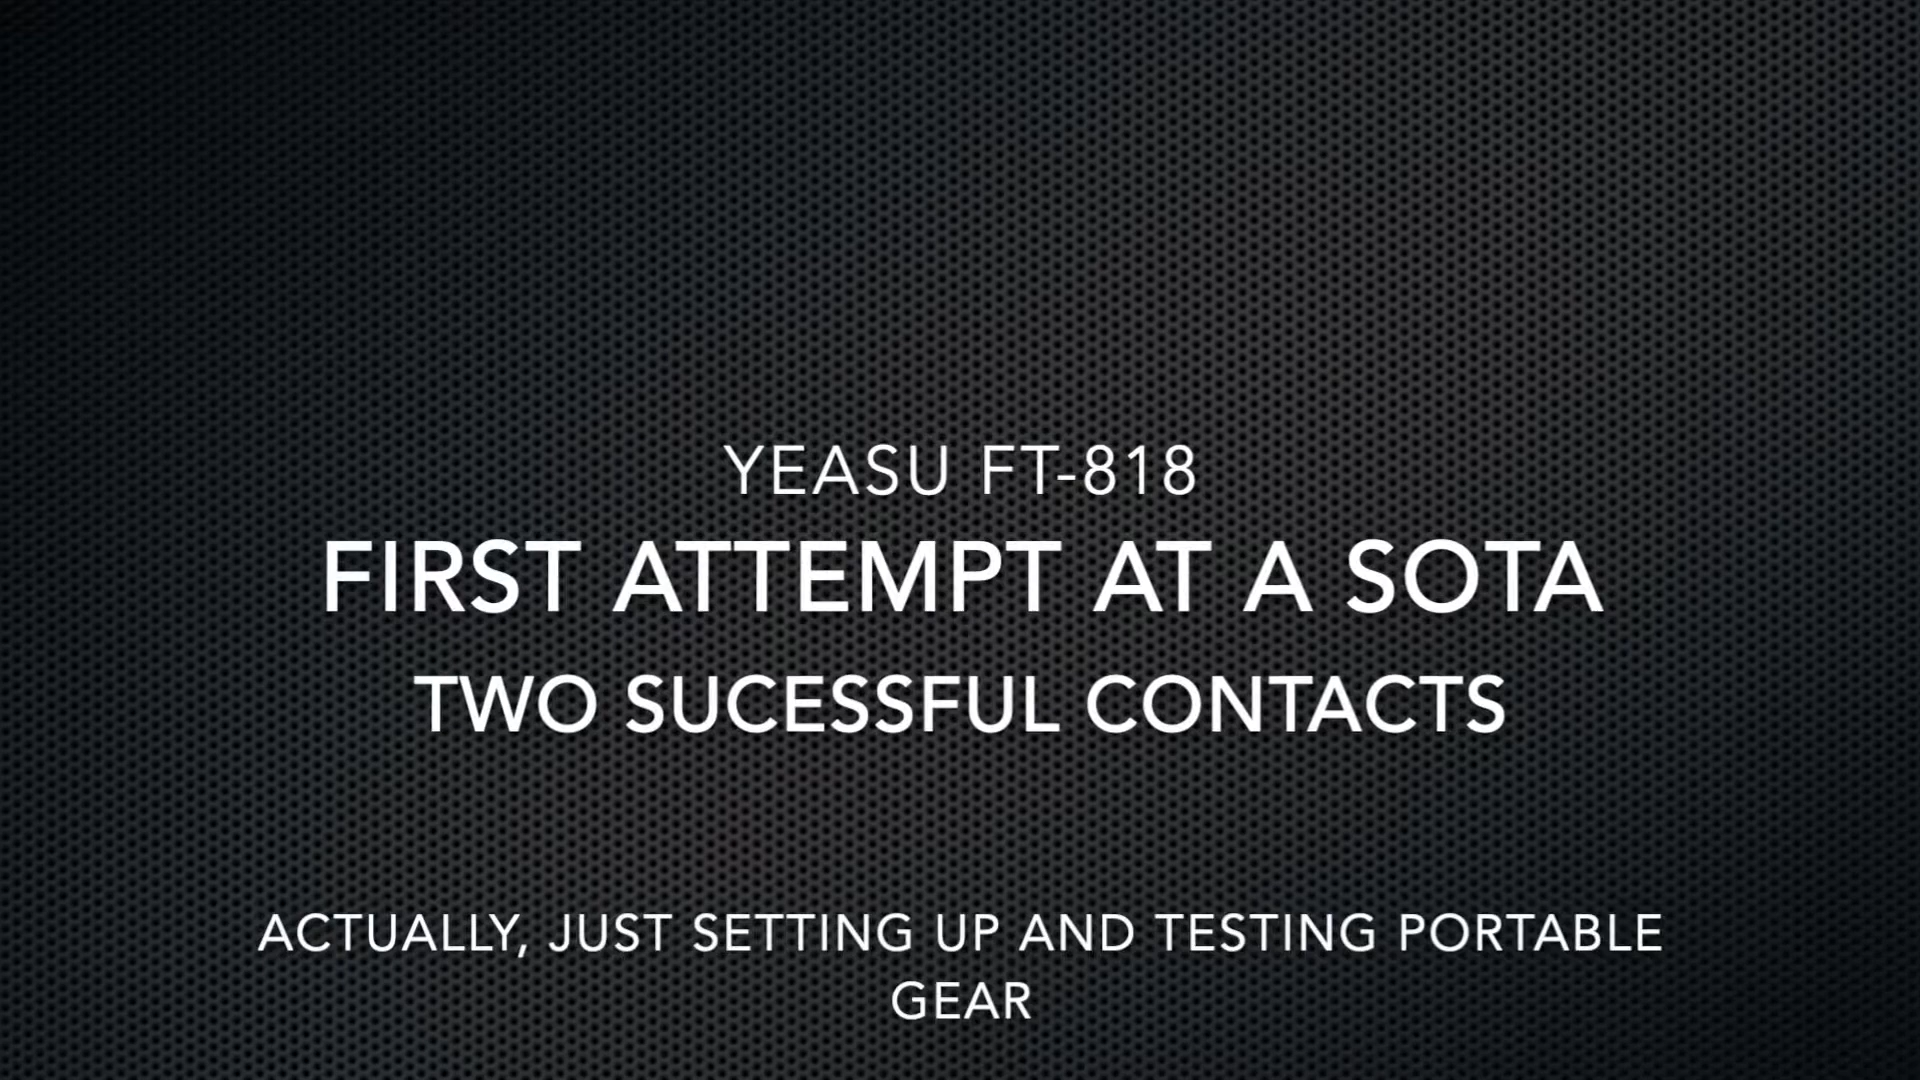 YEASU FT-818
FIRST ATTEMPT AT A SOTA
TWO SUCESSFUL CONTACTS
ACTUALLY, JUST SETTING UP AND TESTING PORTABLE
GEAR